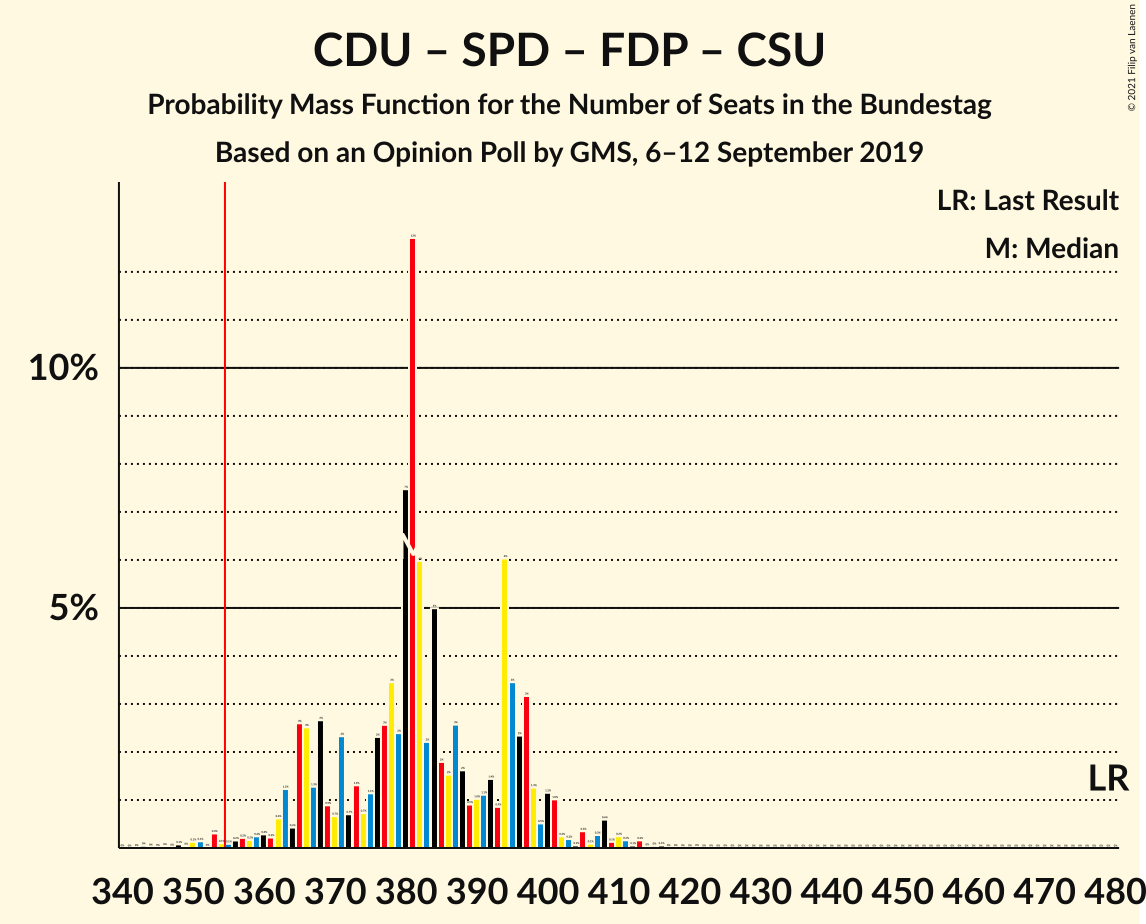 CDU – SPD – FDP – CSU
Probability Mass Function for the Number of Seats in the Bundestag
Based on an Opinion Poll by GMS, 6–12 September 2019
© 2021 Filip van Laenen
LR: Last Result
M: Median
10%
5%
LR
340 350 360 370 380 390 400 410 420 430 440 450 460 470 480